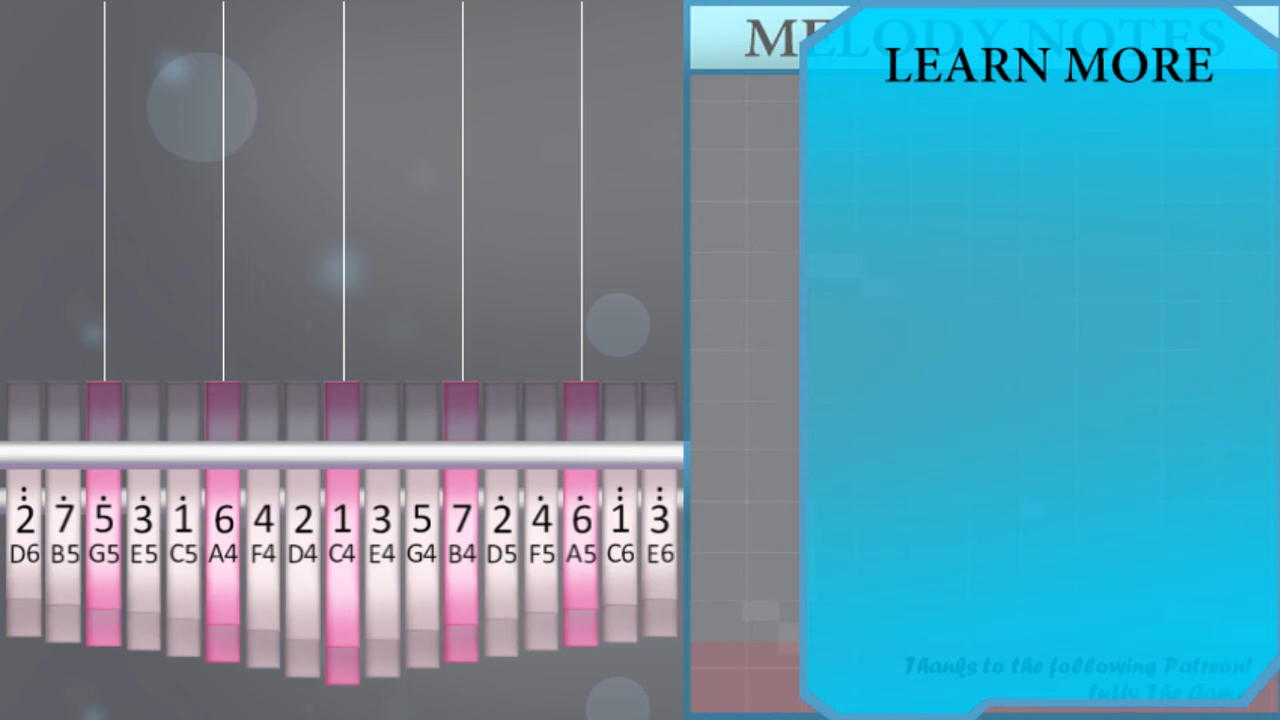 MELODY NOTES
LEARN MORE
2 7 5 3 1 6 4 2 1 3 5 7 2 4 6 1 3
D6 B5 G5 E5 C5 A4 F4 D4 C4 E4 G4 B4 D5 F5 A5 C6 E6
Thanks to the following Patreon!